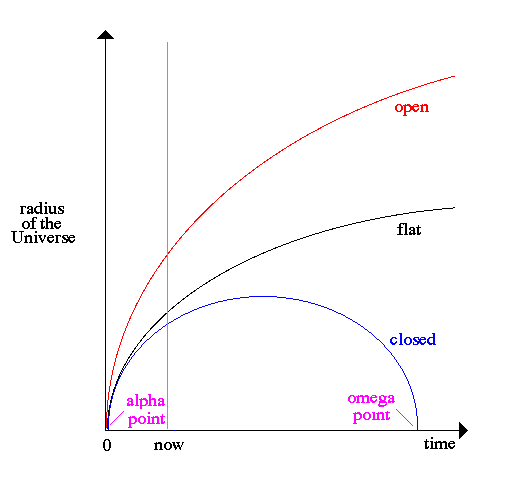 open
radius
of the
Universe
flat
closed
alpha
point
omega
point
0
now
time